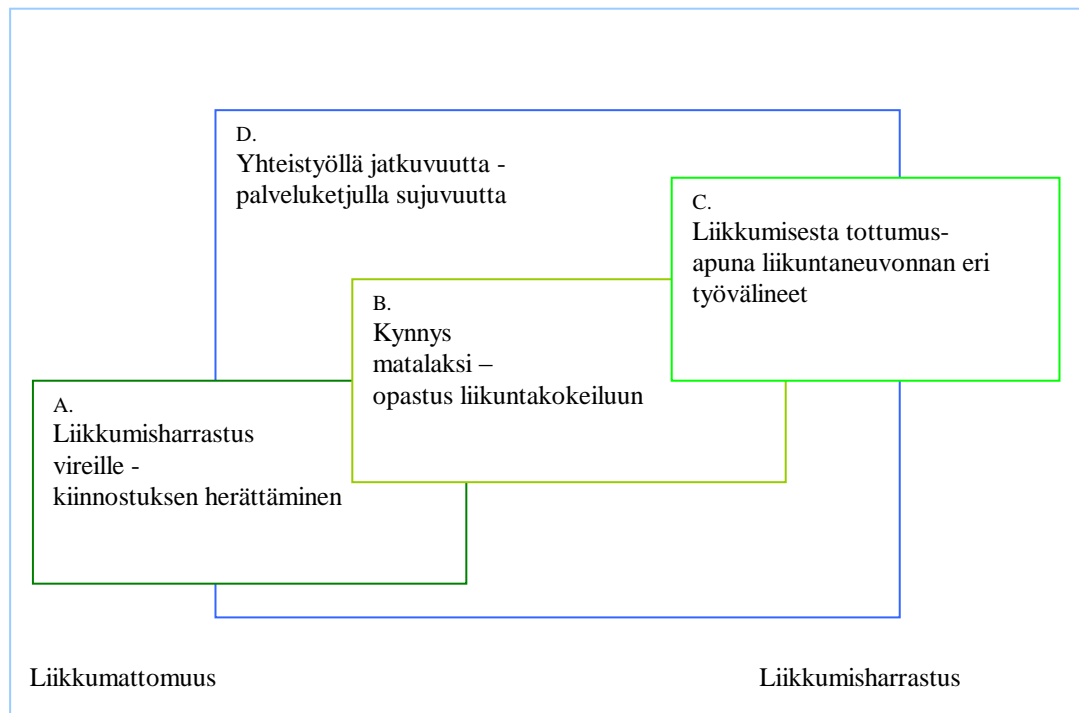 D.
Yhteistyöllä jatkuvuutta -
palveluketjulla sujuvuutta
C.
Liikkumisesta tottumus-
apuna liikuntaneuvonnan eri
työvälineet
B.
Kynnys
matalaksi –
opastus liikuntakokeiluun
A.
Liikkumisharrastus
vireille -
kiinnostuksen herättäminen
Liikkumattomuus
Liikkumisharrastus